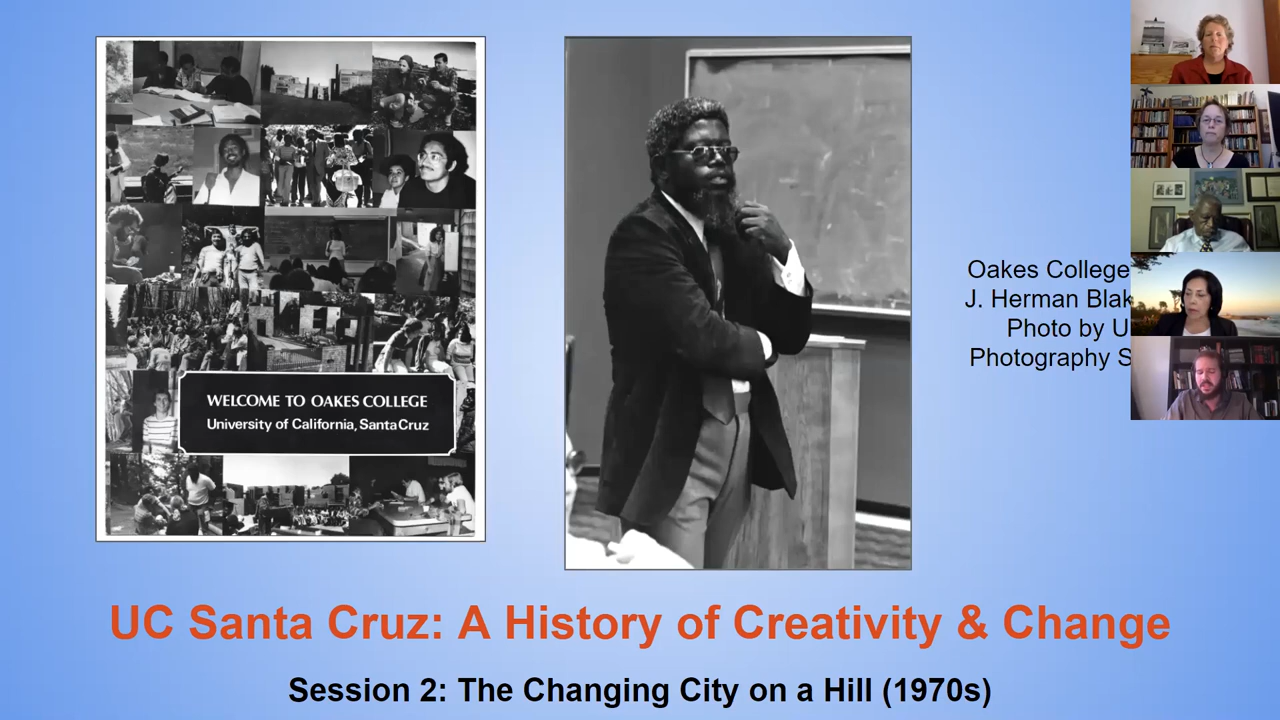 WELCOME TO OAKES COLLEGE
University of California, Santa Cruz
Oakes College
J. Herman Blak
Photo by U
Photography S
UC Santa Cruz: A History of Creativity & Change
Session 2: The Changing City on a Hill (1970s)